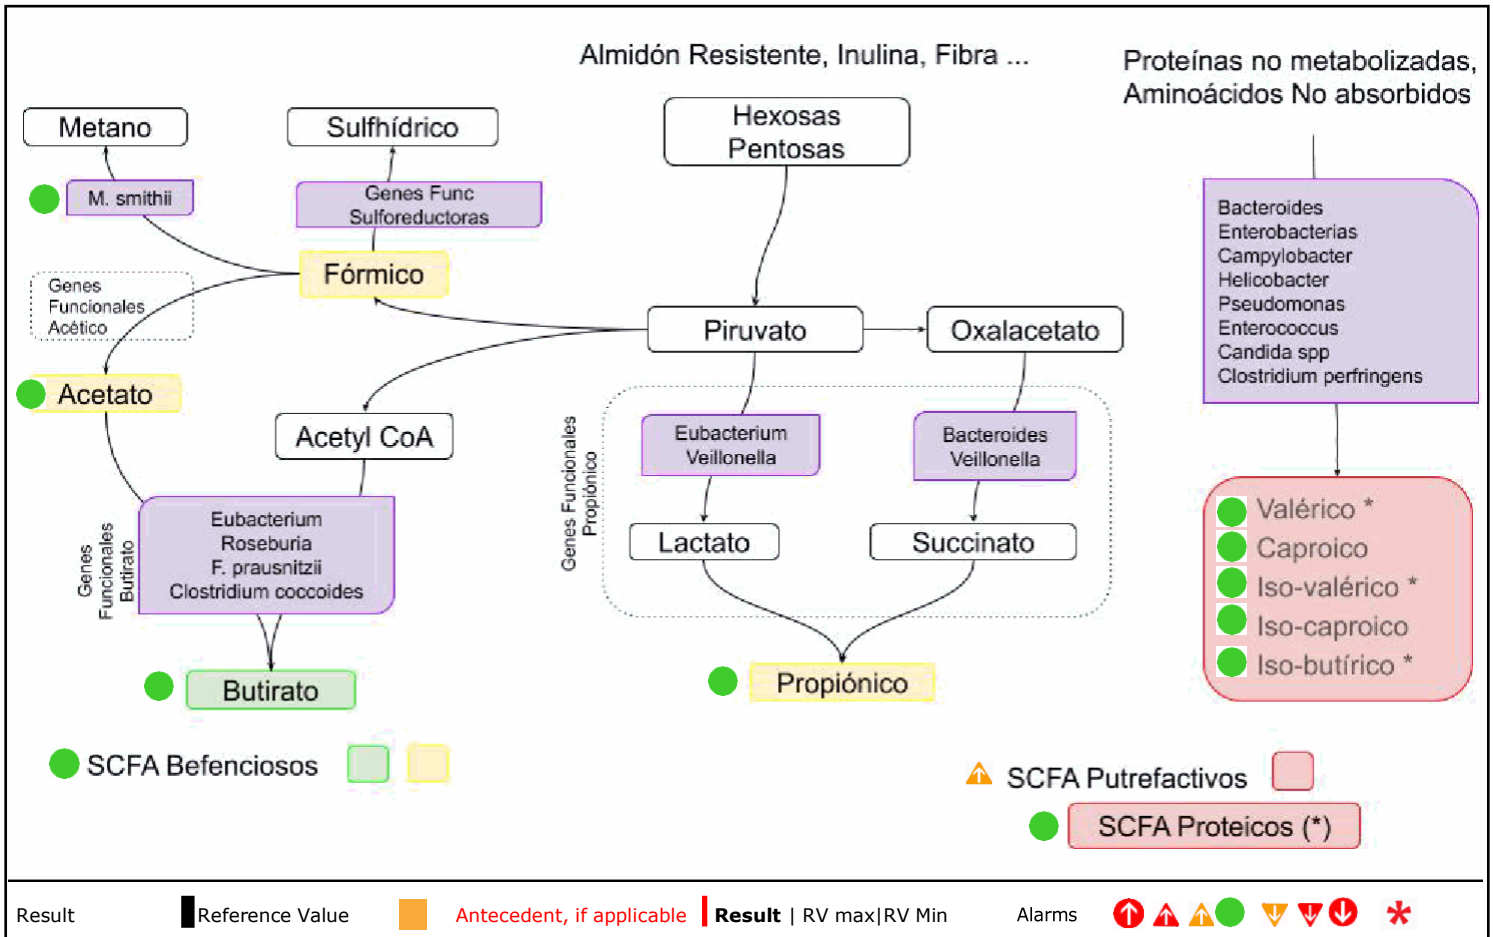 Almidón Resistente, Inulina, Fibra ...
Proteínas no metabolizadas,
Aminoácidos No absorbidos
Metano
Sulfhídrico
Hexosas
Pentosas
M. smithii
Genes Func
Sulforeductoras
Bacteroides
Enterobacterias
Campylobacter
Helicobacter
Pseudomonas
Enterococcus
Candida spp
Clostridium perfringens
Fórmico
Genes
Funcionales
Acético
Piruvato
Oxalacetato
Acetato
Acetyl CoA
Genes Funcionales
Propiónico
Eubacterium
Veillonella
Bacteroides
Veillonella
Genes
Funcionales
Butirato
Eubacterium
Roseburia
F. prausnitzii
Clostridium coccoides
Lactato
Succinato
Valérico *
Caproico
Iso-valérico *
Iso-caproico
Iso-butírico *
Butirato
Propiónico
SCFA Befenciosos
SCFA Putrefactivos
SCFA Proteicos (*)
Result Reference Value Antecedent, if applicable Result | RV max|RV Min Alarms *